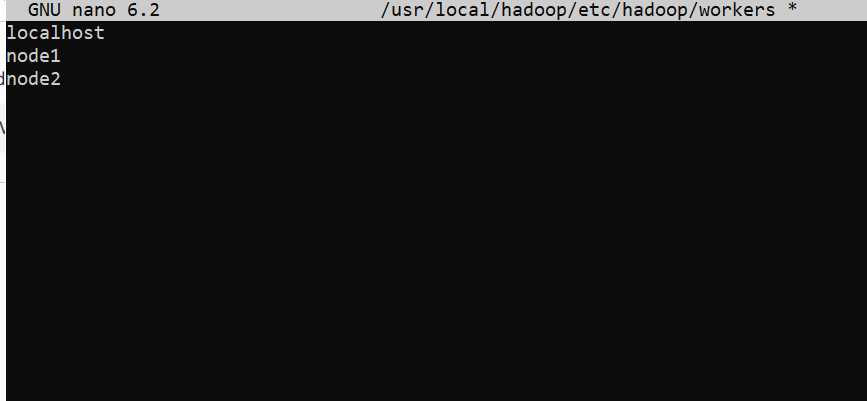 GNU nano 6.2 /usr/local/hadoop/etc/hadoop/workers *
localhost
node1
node2